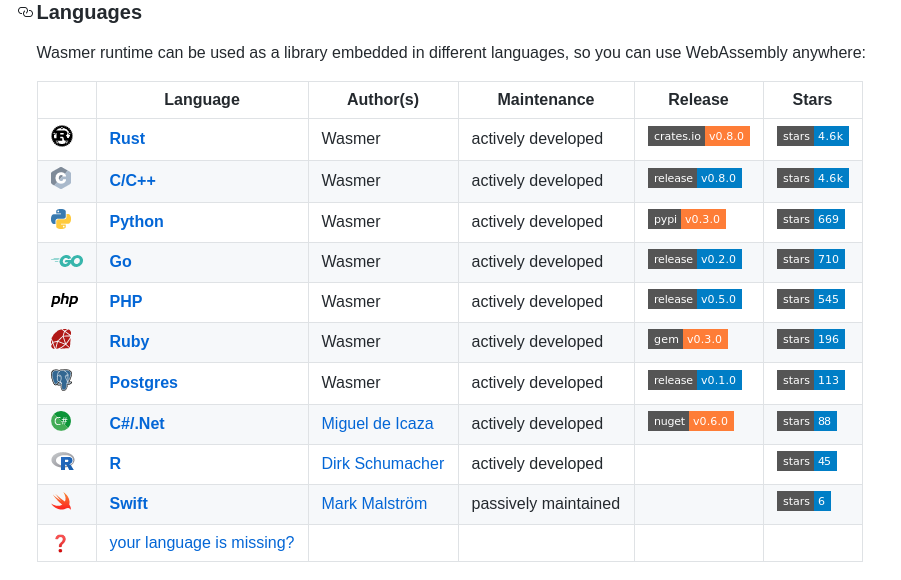 Languages
Wasmer runtime can be used as a library embedded in different languages, so you can use WebAssembly anywhere:
Language Author(s) Maintenance Release Stars
R Rust Wasmer actively developed crates.io v0.8.0 stars 4.6k
C C/C++ Wasmer actively developed release v0.8.0 stars 4.6k
Python Wasmer actively developed pypi v0.3.0 stars 669
GO Go Wasmer actively developed release v0.2.0 stars 710
php PHP Wasmer actively developed release v0.5.0 stars 545
Ruby Wasmer actively developed gem v0.3.0 stars 196
Postgres Wasmer actively developed release v0.1.0 stars 113
C# C#/.Net Miguel de Icaza actively developed nuget v0.6.0 stars 88
R R Dirk Schumacher actively developed stars 45
Swift Mark Malström passively maintained stars 6
❓ your language is missing?